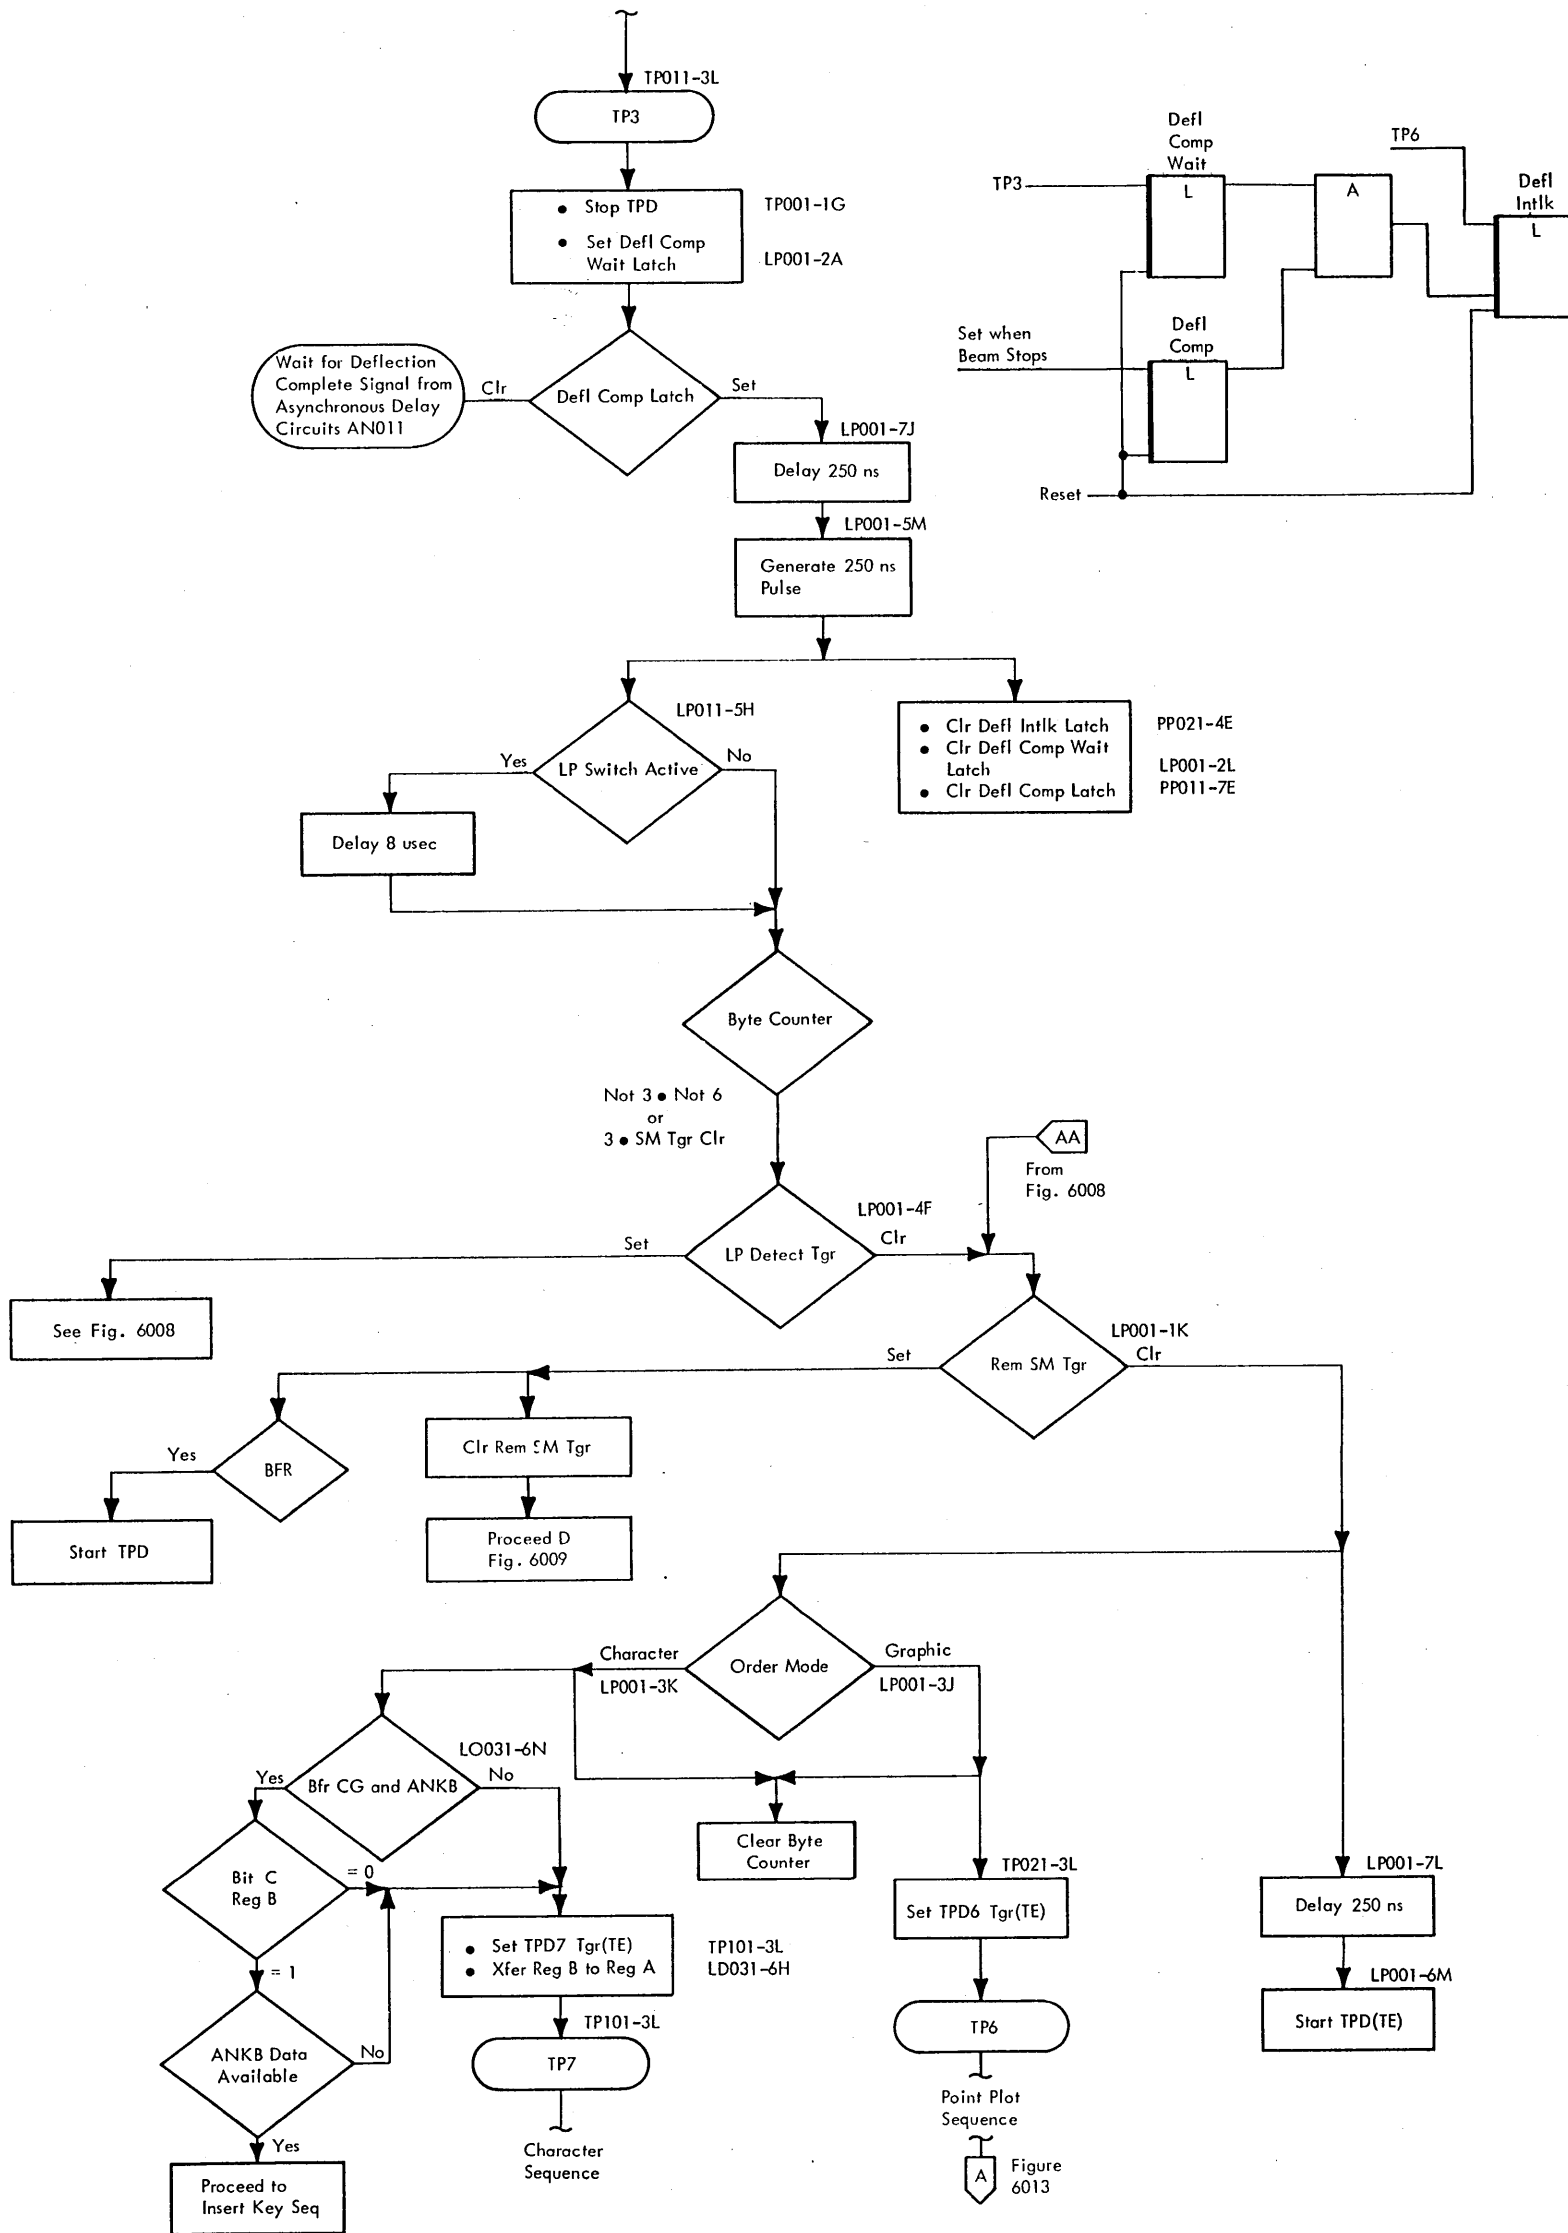 TP011-3L
TP3
● Stop TPD
TP001-1G
● Set Defl Comp
Wait Latch
LP001-2A
Wait for Deflection
Complete Signal from
Asynchronous Delay
Circuits AN011
Clr
Defl Comp Latch
Set
LP001-7J
Delay 250 ns
LP001-5M
Generate 250 ns
Pulse
Defl
Comp
Wait
L
TP3
A
TP6
Defl
Intlk
L
Set when
Beam Stops
Defl
Comp
L
Reset
LP011-5H
Yes
LP Switch Active
No
Delay 8 usec
● Clr Defl Intlk Latch
PP021-4E
● Clr Defl Comp Wait
Latch
LP001-2L
● Clr Defl Comp Latch
PP011-7E
Byte Counter
Not 3 ● Not 6
or
3 ● SM Tgr Clr
AA
From
Fig. 6008
LP001-4F
Set
LP Detect Tgr
Clr
See Fig. 6008
LP001-1K
Set
Rem SM Tgr
Clr
Yes
BFR
Clr Rem SM Tgr
Start TPD
Proceed D
Fig. 6009
Character
LP001-3K
Order Mode
Graphic
LP001-3J
LO031-6N
Yes
Bfr CG and ANKB
No
Bit C
Reg B
= 0
= 1
Clear Byte
Counter
TP021-3L
Set TPD6 Tgr(TE)
LP001-7L
Delay 250 ns
● Set TPD7 Tgr(TE)
TP101-3L
● Xfer Reg B to Reg A
LD031-6H
LP001-6M
Start TPD(TE)
TP101-3L
ANKB Data
Available
No
TP7
TP6
Yes
Character
Sequence
Point Plot
Sequence
Proceed to
Insert Key Seq
A
Figure
6013